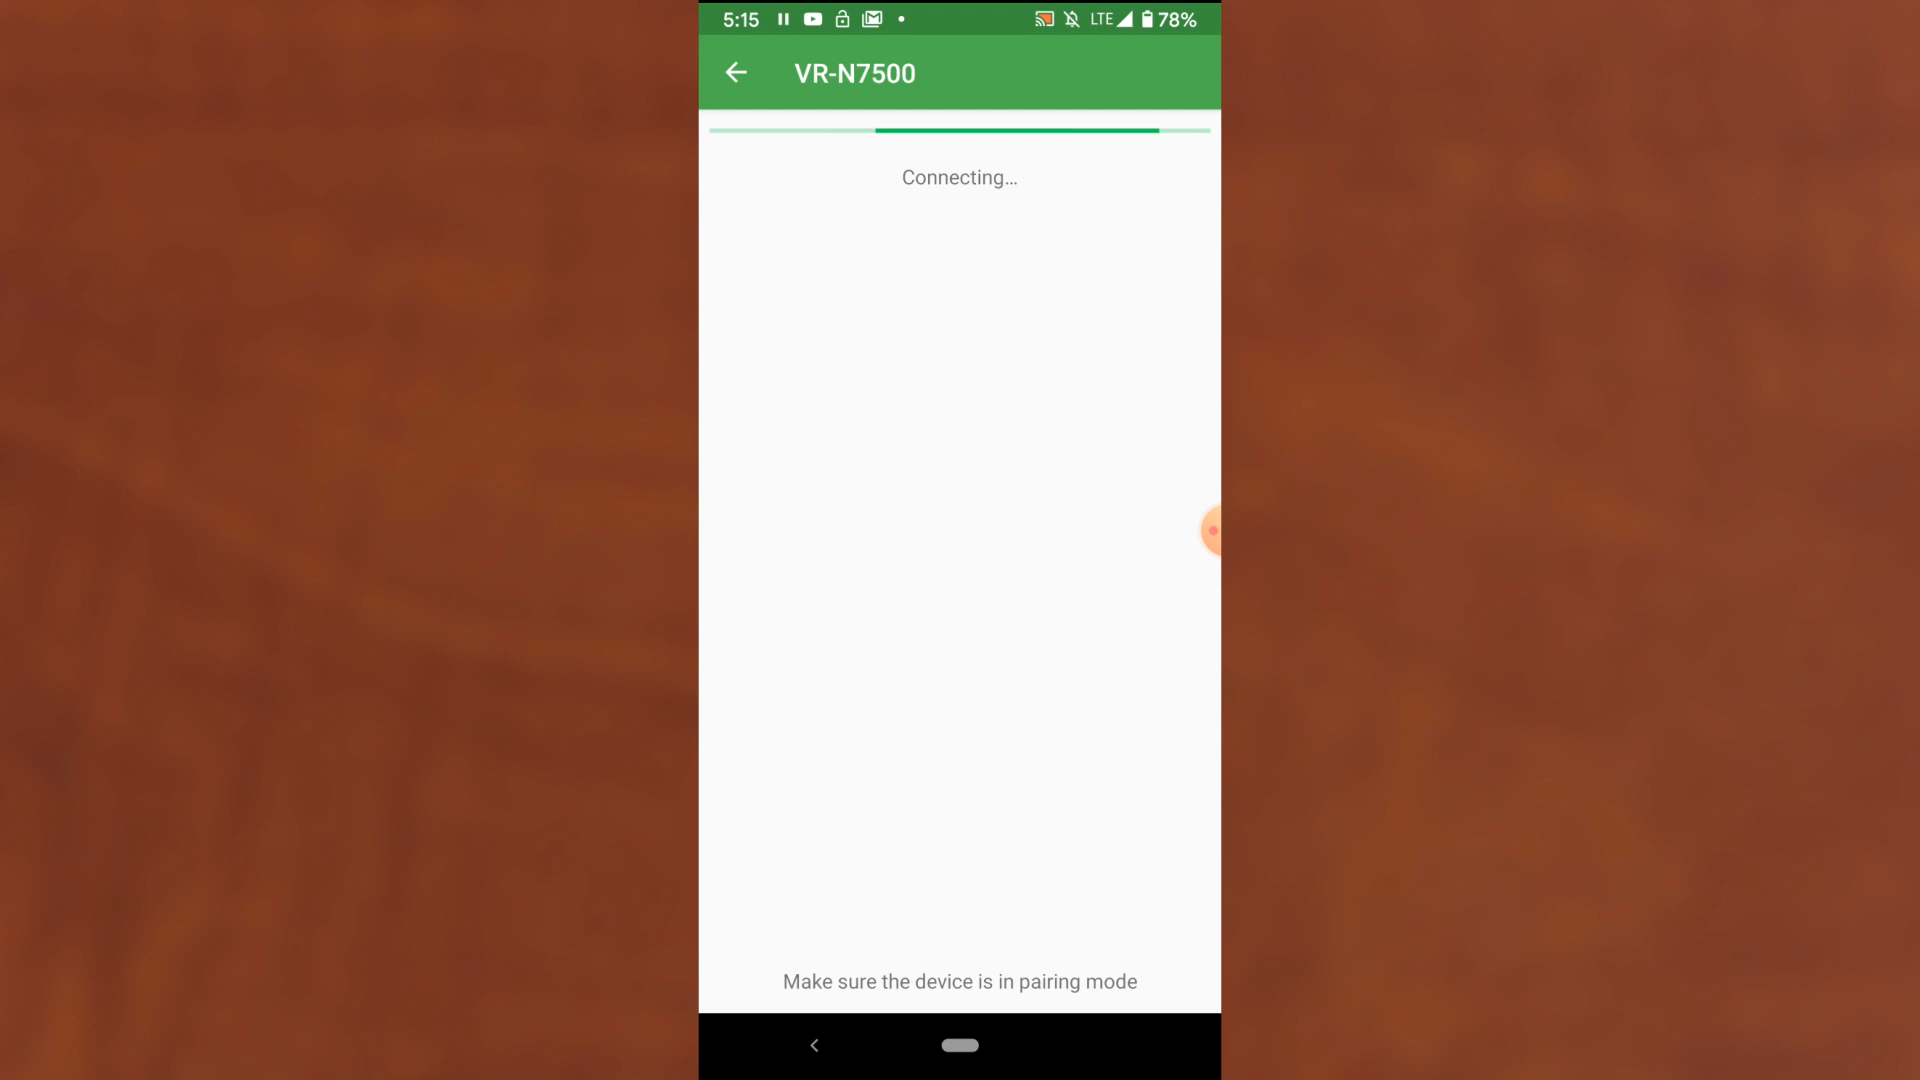 5:15 LTE 78%
VR-N7500
Connecting...
Make sure the device is in pairing mode